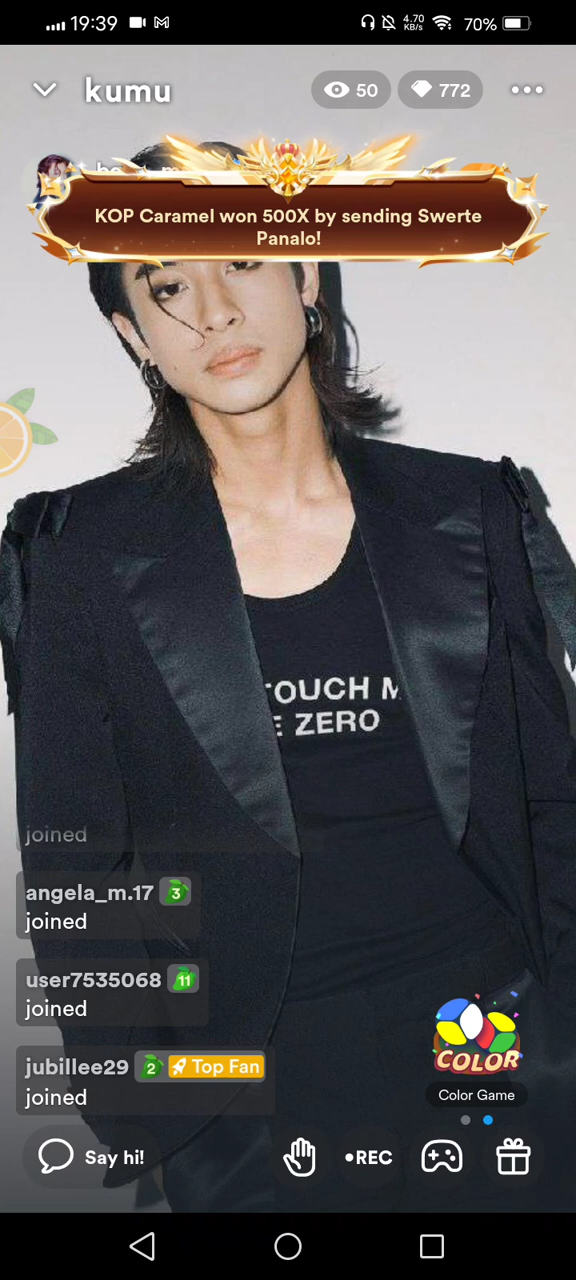 19:39
4.70
KB/s
70%
kumu
50
772
KOP Caramel won 500X by sending Swerte
Panalo!
TOUCH M
E ZERO
joined
angela_m.17 3
joined
user7535068 11
joined
jubillee29 2 Top Fan
joined
COLOR
Color Game
Say hi!
•REC